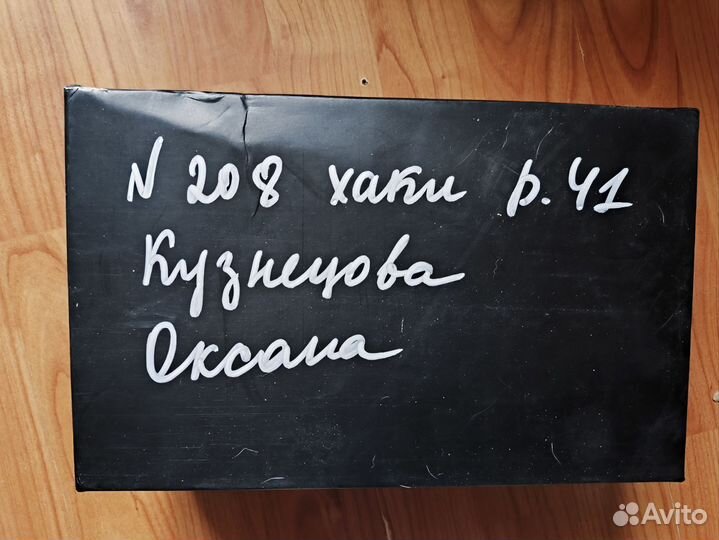 N 208 хаки р. 41
Кузнецова
Оксана
Avito